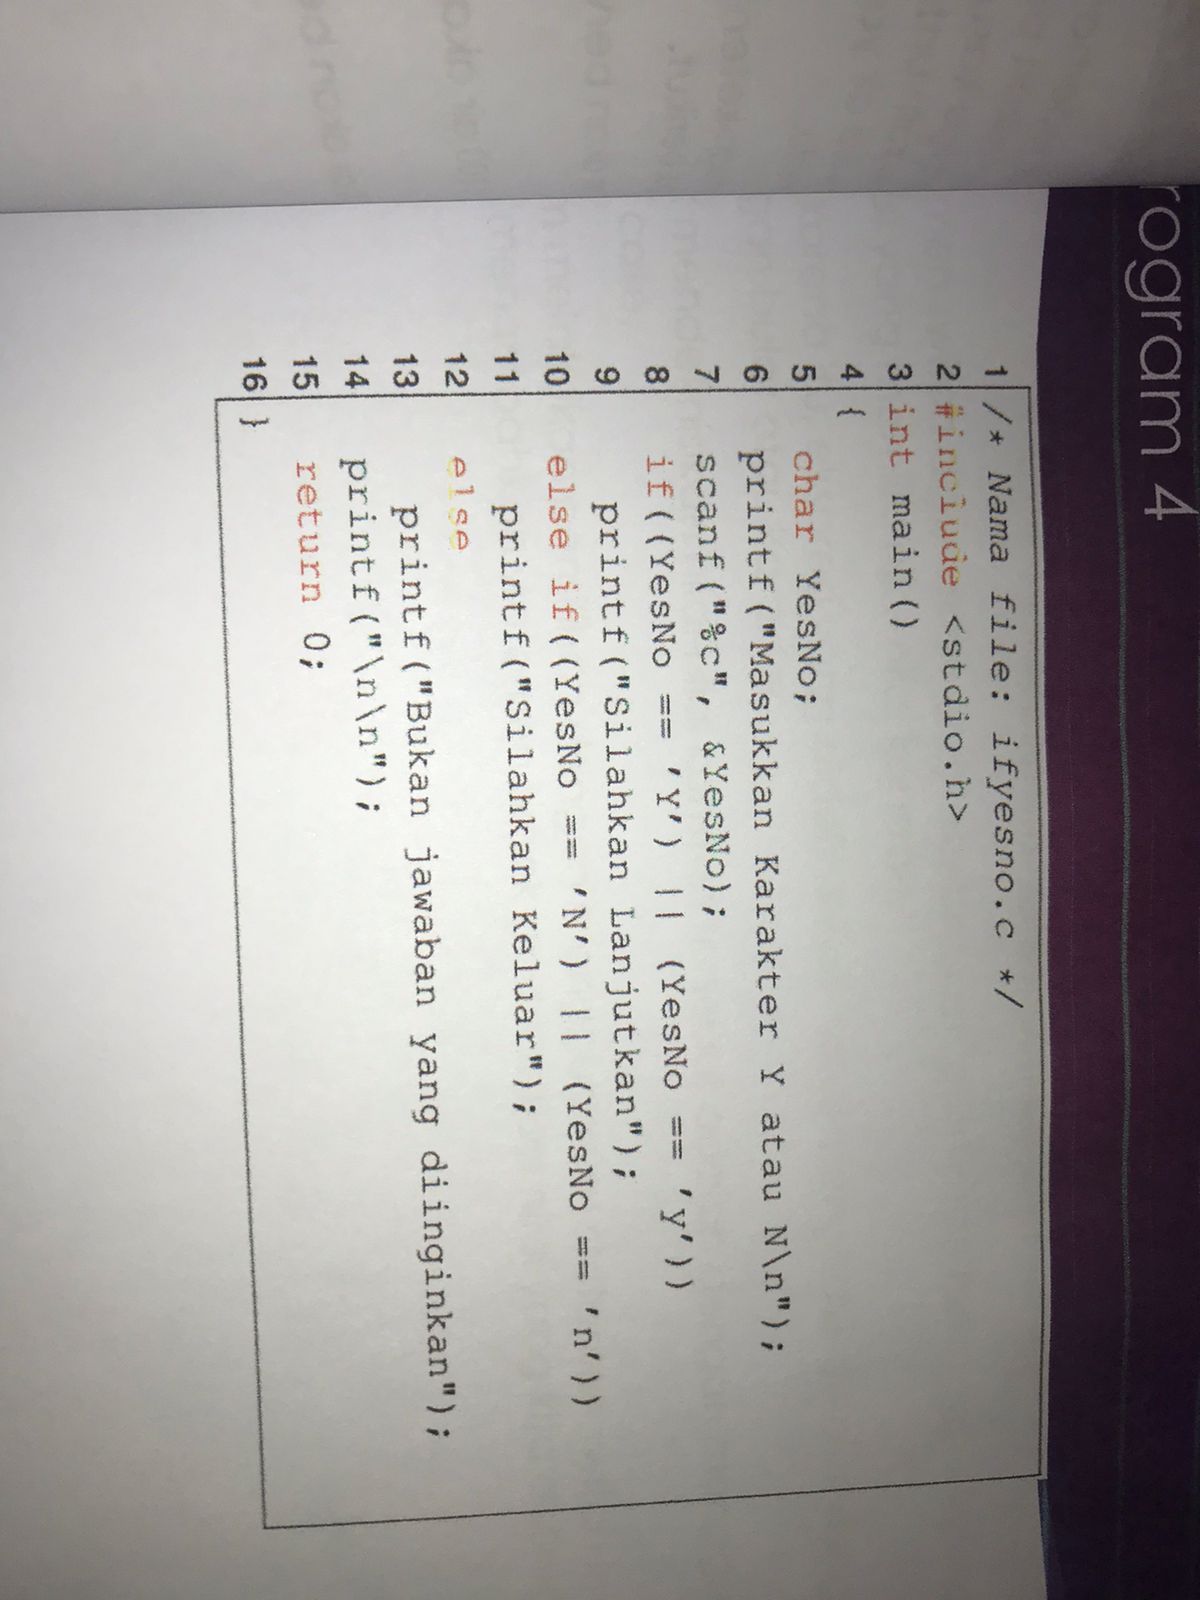 rogram 4
1 /* Nama file: ifyesno.c */
2 #include <stdio.h>
3 int main()
4 {
5 char YesNo;
6 printf("Masukkan Karakter Y atau N\n");
7 scanf("%c", &YesNo);
8 if((YesNo == 'Y') || (YesNo == 'y'))
9 printf("Silahkan Lanjutkan");
10 else if((YesNo == 'N') || (YesNo == 'n'))
11 printf("Silahkan Keluar");
12 else
13 printf("Bukan jawaban yang diinginkan");
14 printf("\n\n");
15 return 0;
16 }